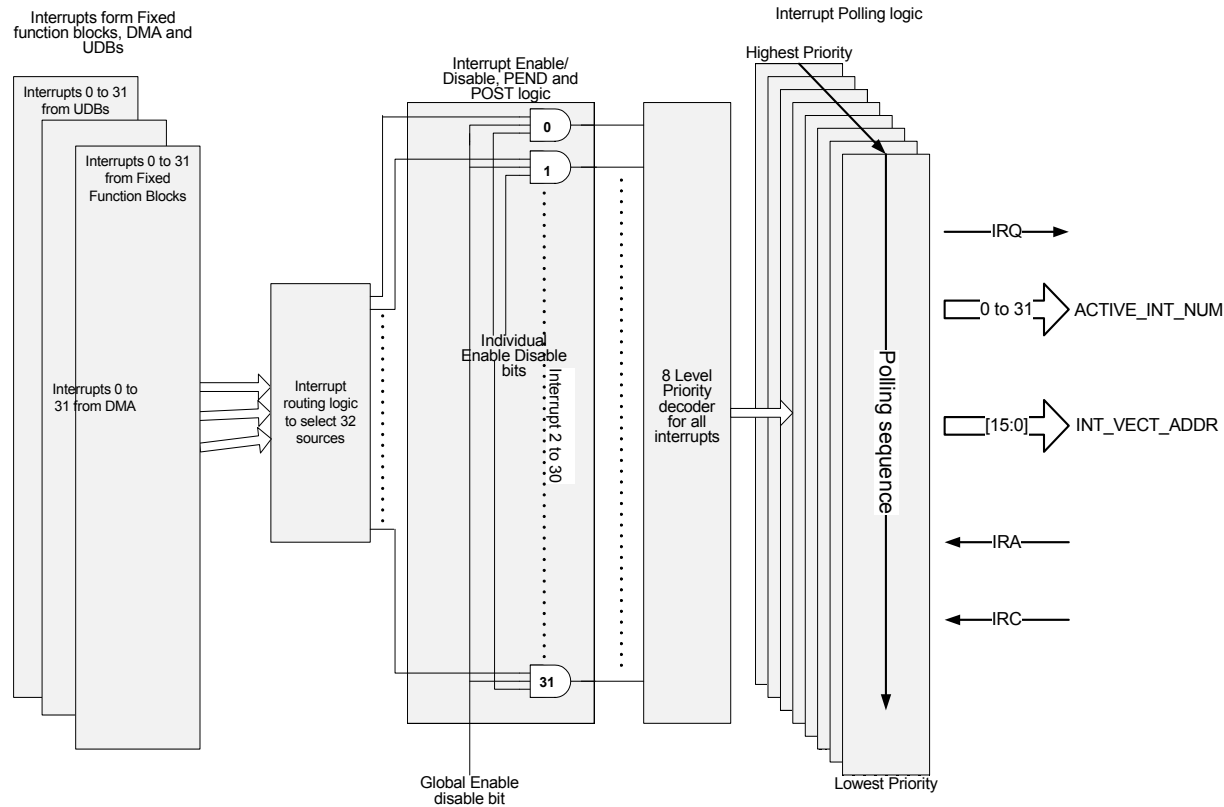 Interrupts form Fixed
function blocks, DMA and
UDBs
Interrupts 0 to 31
from UDBs
Interrupts 0 to 31
from Fixed
Function Blocks
Interrupts 0 to
31 from DMA
Interrupt
routing logic
to select 32
sources
Interrupt Enable/
Disable, PEND and
POST logic
0
1
Individual
Enable Disable
bits
Interrupt 2 to 30
31
Global Enable
disable bit
8 Level
Priority
decoder
for all
interrupts
Interrupt Polling logic
Highest Priority
Polling sequence
Lowest Priority
IRQ
0 to 31
ACTIVE_INT_NUM
[15:0]
INT_VECT_ADDR
IRA
IRC